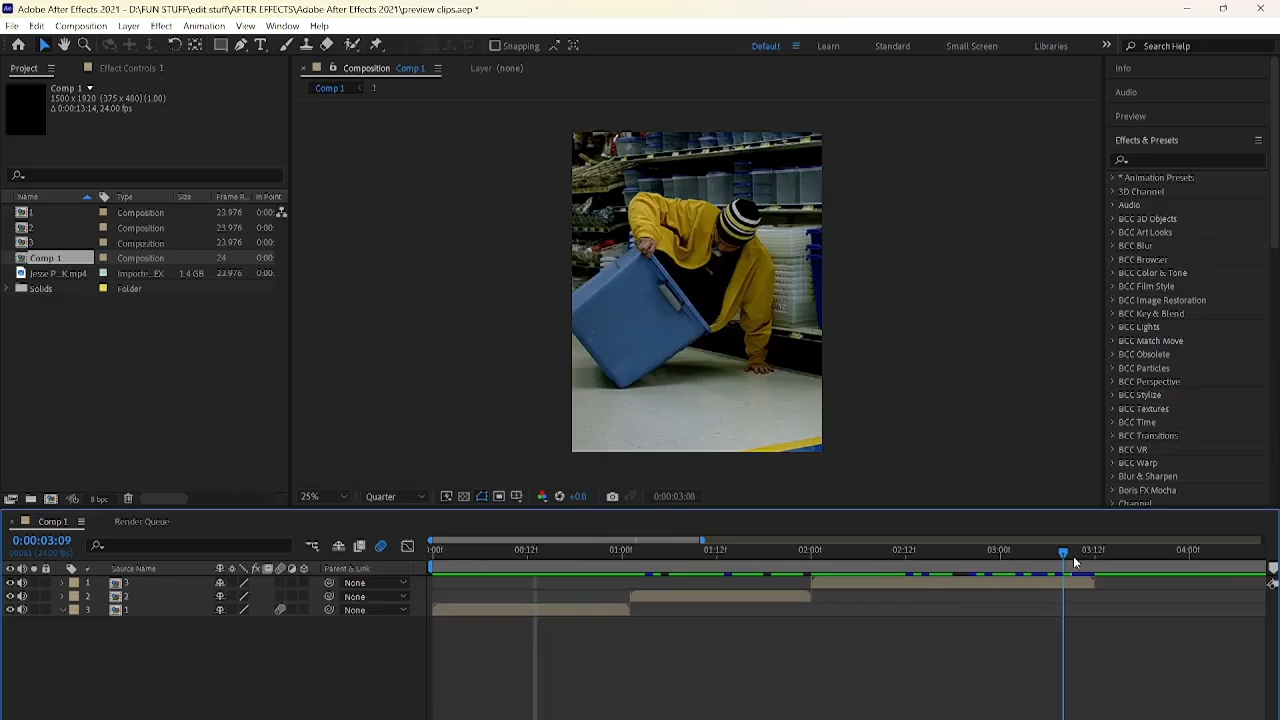 Adobe After Effects 2021 - D:\FUN STUFF\edit stuff\AFTER EFFECTS\Adobe After Effects 2021\preview clips.aep *
File Edit Composition Layer Effect Animation View Window Help
Snapping Default Learn Standard Small Screen Libraries Search Help
Project Effect Controls 1 Composition Comp 1 Layer (none) Info
Comp 1 Comp 1 1
1500 x 1920 (375 x 480) (1.00)
Δ 0:00:13:14, 24.00 fps
Audio
Preview
Effects & Presets
Name Type Size Frame R... In Point
1 Composition 23.976 0:00:
2 Composition 23.976 0:00:
3 Composition 23.976 0:00:
Comp 1 Composition 24 0:00:
Jesse P...K.mp4 Importe...EX 1.4 GB 23.976 0:00:
Solids Folder
* Animation Presets
3D Channel
Audio
BCC 3D Objects
BCC Art Looks
BCC Blur
BCC Browser
BCC Color & Tone
BCC Film Style
BCC Image Restoration
BCC Key & Blend
BCC Lights
BCC Match Move
BCC Obsolete
BCC Particles
BCC Perspective
BCC Stylize
BCC Textures
BCC Time
BCC Transitions
BCC VR
BCC Warp
Blur & Sharpen
Boris FX Mocha
Channel
8 bpc 25% Quarter +0.0 0:00:03:08
Comp 1 Render Queue
0:00:03:09
00081 (24.00 fps)
:00f 00:12f 01:00f 01:12f 02:00f 02:12f 03:00f 03:12f 04:00f
# Source Name fx Parent & Link
1 3 None
2 2 None
3 1 None